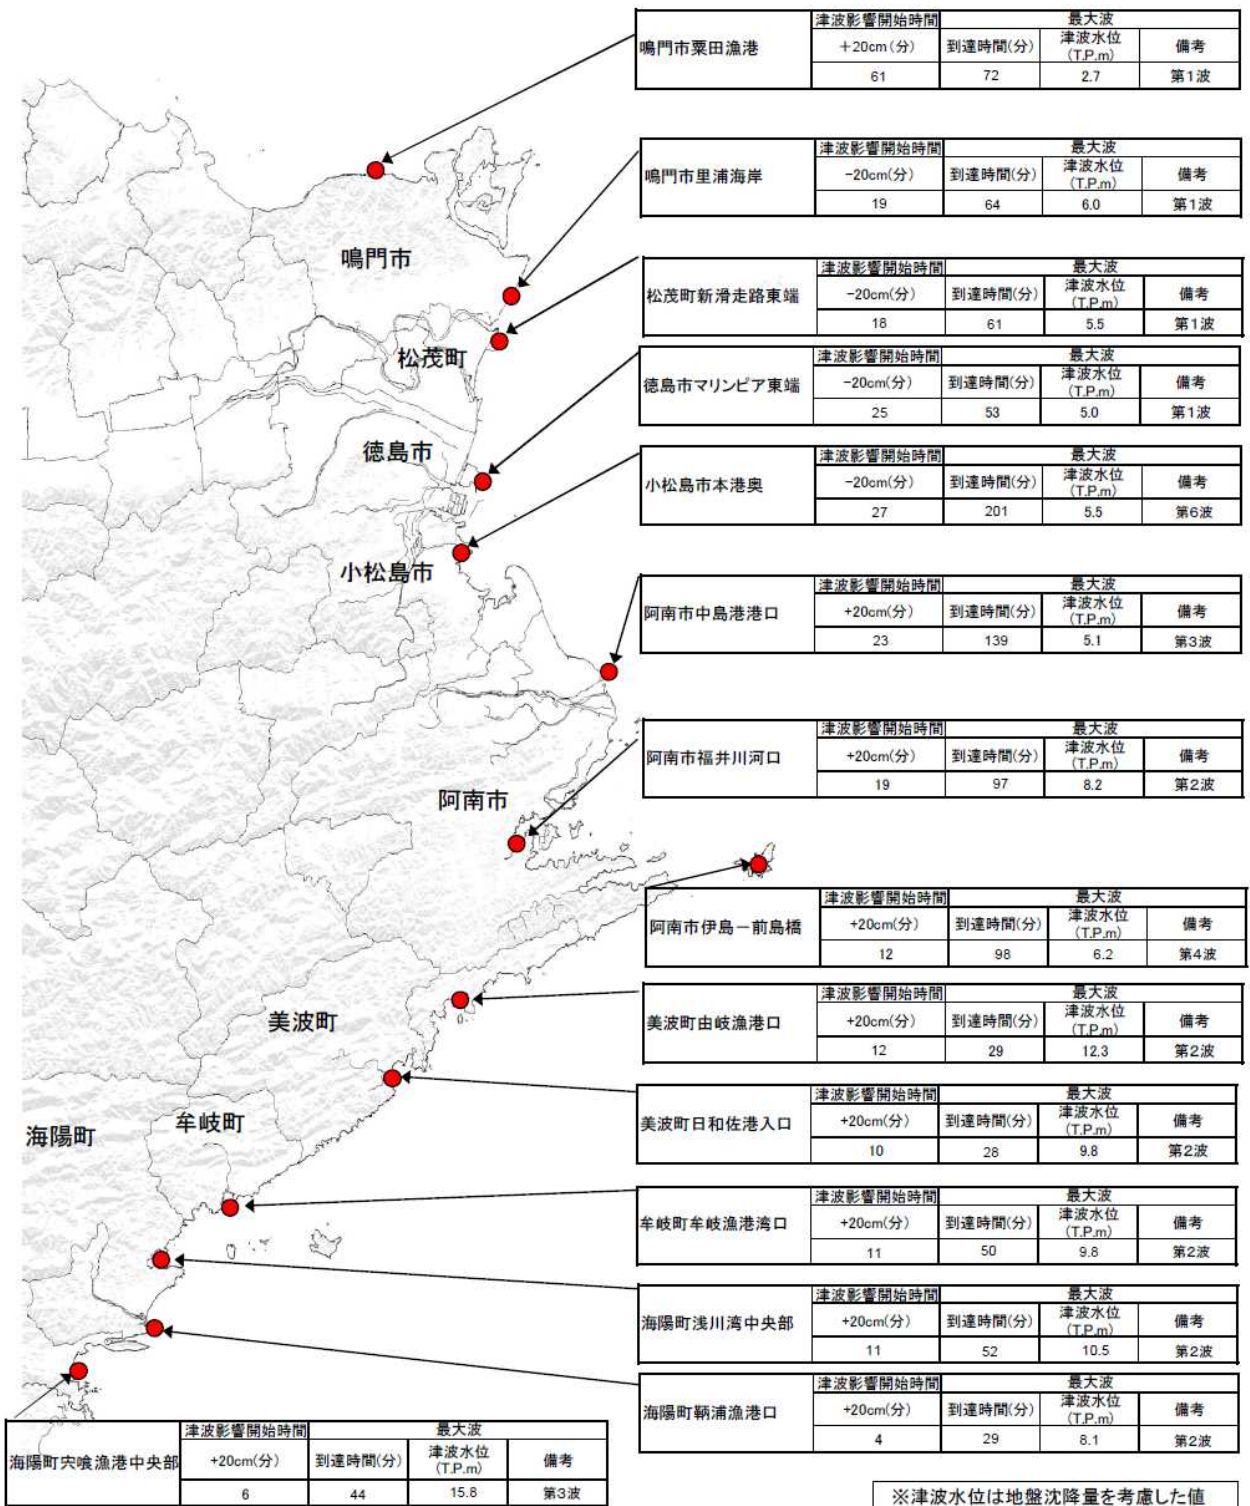 鳴門市粟田漁港
津波影響開始時間 最大波
+20cm(分) 到達時間(分) 津波水位(T.P.m) 備考
61 72 2.7 第1波
鳴門市里浦海岸
津波影響開始時間 最大波
-20cm(分) 到達時間(分) 津波水位(T.P.m) 備考
19 64 6.0 第1波
松茂町新滑走路東端
津波影響開始時間 最大波
-20cm(分) 到達時間(分) 津波水位(T.P.m) 備考
18 61 5.5 第1波
徳島市マリンピア東端
津波影響開始時間 最大波
-20cm(分) 到達時間(分) 津波水位(T.P.m) 備考
25 53 5.0 第1波
小松島市本港奥
津波影響開始時間 最大波
-20cm(分) 到達時間(分) 津波水位(T.P.m) 備考
27 201 5.5 第6波
阿南市中島港港口
津波影響開始時間 最大波
+20cm(分) 到達時間(分) 津波水位(T.P.m) 備考
23 139 5.1 第3波
阿南市福井川河口
津波影響開始時間 最大波
+20cm(分) 到達時間(分) 津波水位(T.P.m) 備考
19 97 8.2 第2波
阿南市伊島-前島橋
津波影響開始時間 最大波
+20cm(分) 到達時間(分) 津波水位(T.P.m) 備考
12 98 6.2 第4波
美波町由岐漁港口
津波影響開始時間 最大波
+20cm(分) 到達時間(分) 津波水位(T.P.m) 備考
12 29 12.3 第2波
美波町日和佐港入口
津波影響開始時間 最大波
+20cm(分) 到達時間(分) 津波水位(T.P.m) 備考
10 28 9.8 第2波
牟岐町牟岐漁港湾口
津波影響開始時間 最大波
+20cm(分) 到達時間(分) 津波水位(T.P.m) 備考
11 50 9.8 第2波
海陽町浅川湾中央部
津波影響開始時間 最大波
+20cm(分) 到達時間(分) 津波水位(T.P.m) 備考
11 52 10.5 第2波
海陽町鞆浦漁港口
津波影響開始時間 最大波
+20cm(分) 到達時間(分) 津波水位(T.P.m) 備考
4 29 8.1 第2波
海陽町宍喰漁港中央部
津波影響開始時間 最大波
+20cm(分) 到達時間(分) 津波水位(T.P.m) 備考
6 44 15.8 第3波
鳴門市
松茂町
徳島市
小松島市
阿南市
美波町
牟岐町
海陽町
※津波水位は地盤沈降量を考慮した値